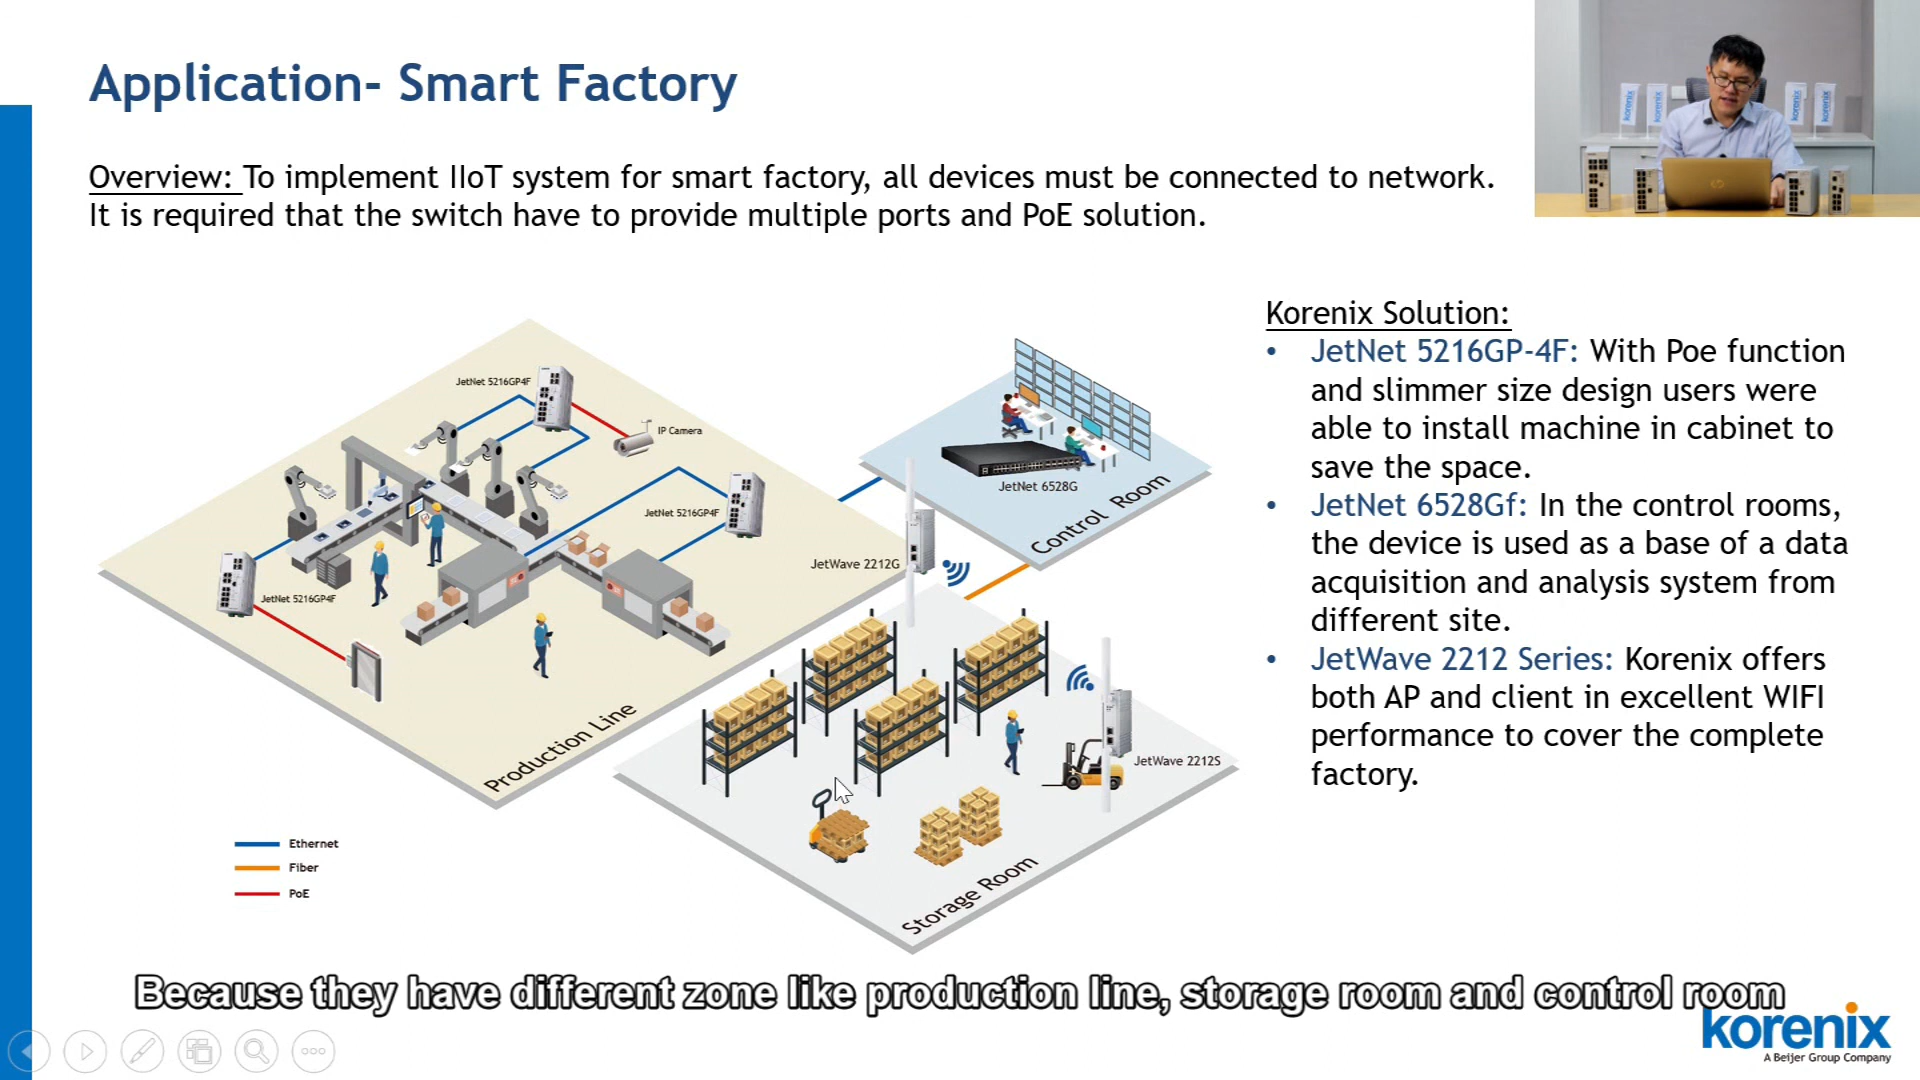 Application- Smart Factory
Overview: To implement IIoT system for smart factory, all devices must be connected to network.
It is required that the switch have to provide multiple ports and PoE solution.
korenix korenix korenix korenix
Korenix Solution:
• JetNet 5216GP-4F: With Poe function
and slimmer size design users were
able to install machine in cabinet to
save the space.
• JetNet 6528Gf: In the control rooms,
the device is used as a base of a data
acquisition and analysis system from
different site.
• JetWave 2212 Series: Korenix offers
both AP and client in excellent WIFI
performance to cover the complete
factory.
JetNet 5216GP4F
IP Camera
JetNet 6528G
Control Room
JetNet 5216GP4F
JetWave 2212G
JetNet 5216GP4F
Production Line
JetWave 2212S
Storage Room
Ethernet
Fiber
PoE
Because they have different zone like production line, storage room and control room
korenix
A Beijer Group Company